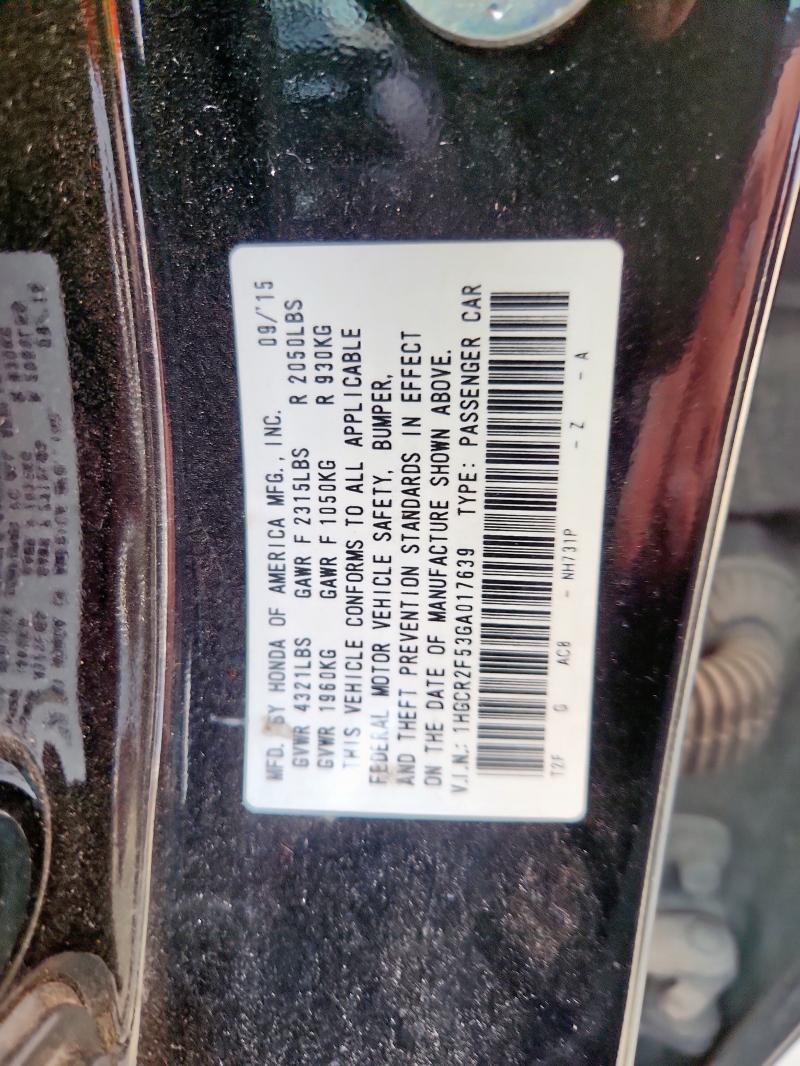 MFD. BY HONDA OF AMERICA MFG., INC. 09/'15
GVWR 4321LBS GAWR F 2315LBS R 2050LBS
GVWR 1960KG GAWR F 1050KG R 930KG
THIS VEHICLE CONFORMS TO ALL APPLICABLE
FEDERAL MOTOR VEHICLE SAFETY, BUMPER,
AND THEFT PREVENTION STANDARDS IN EFFECT
ON THE DATE OF MANUFACTURE SHOWN ABOVE.
V.I.N.: 1HGCR2F53GA017639 TYPE: PASSENGER CAR
T2F G AC8 - NH731P - Z - A